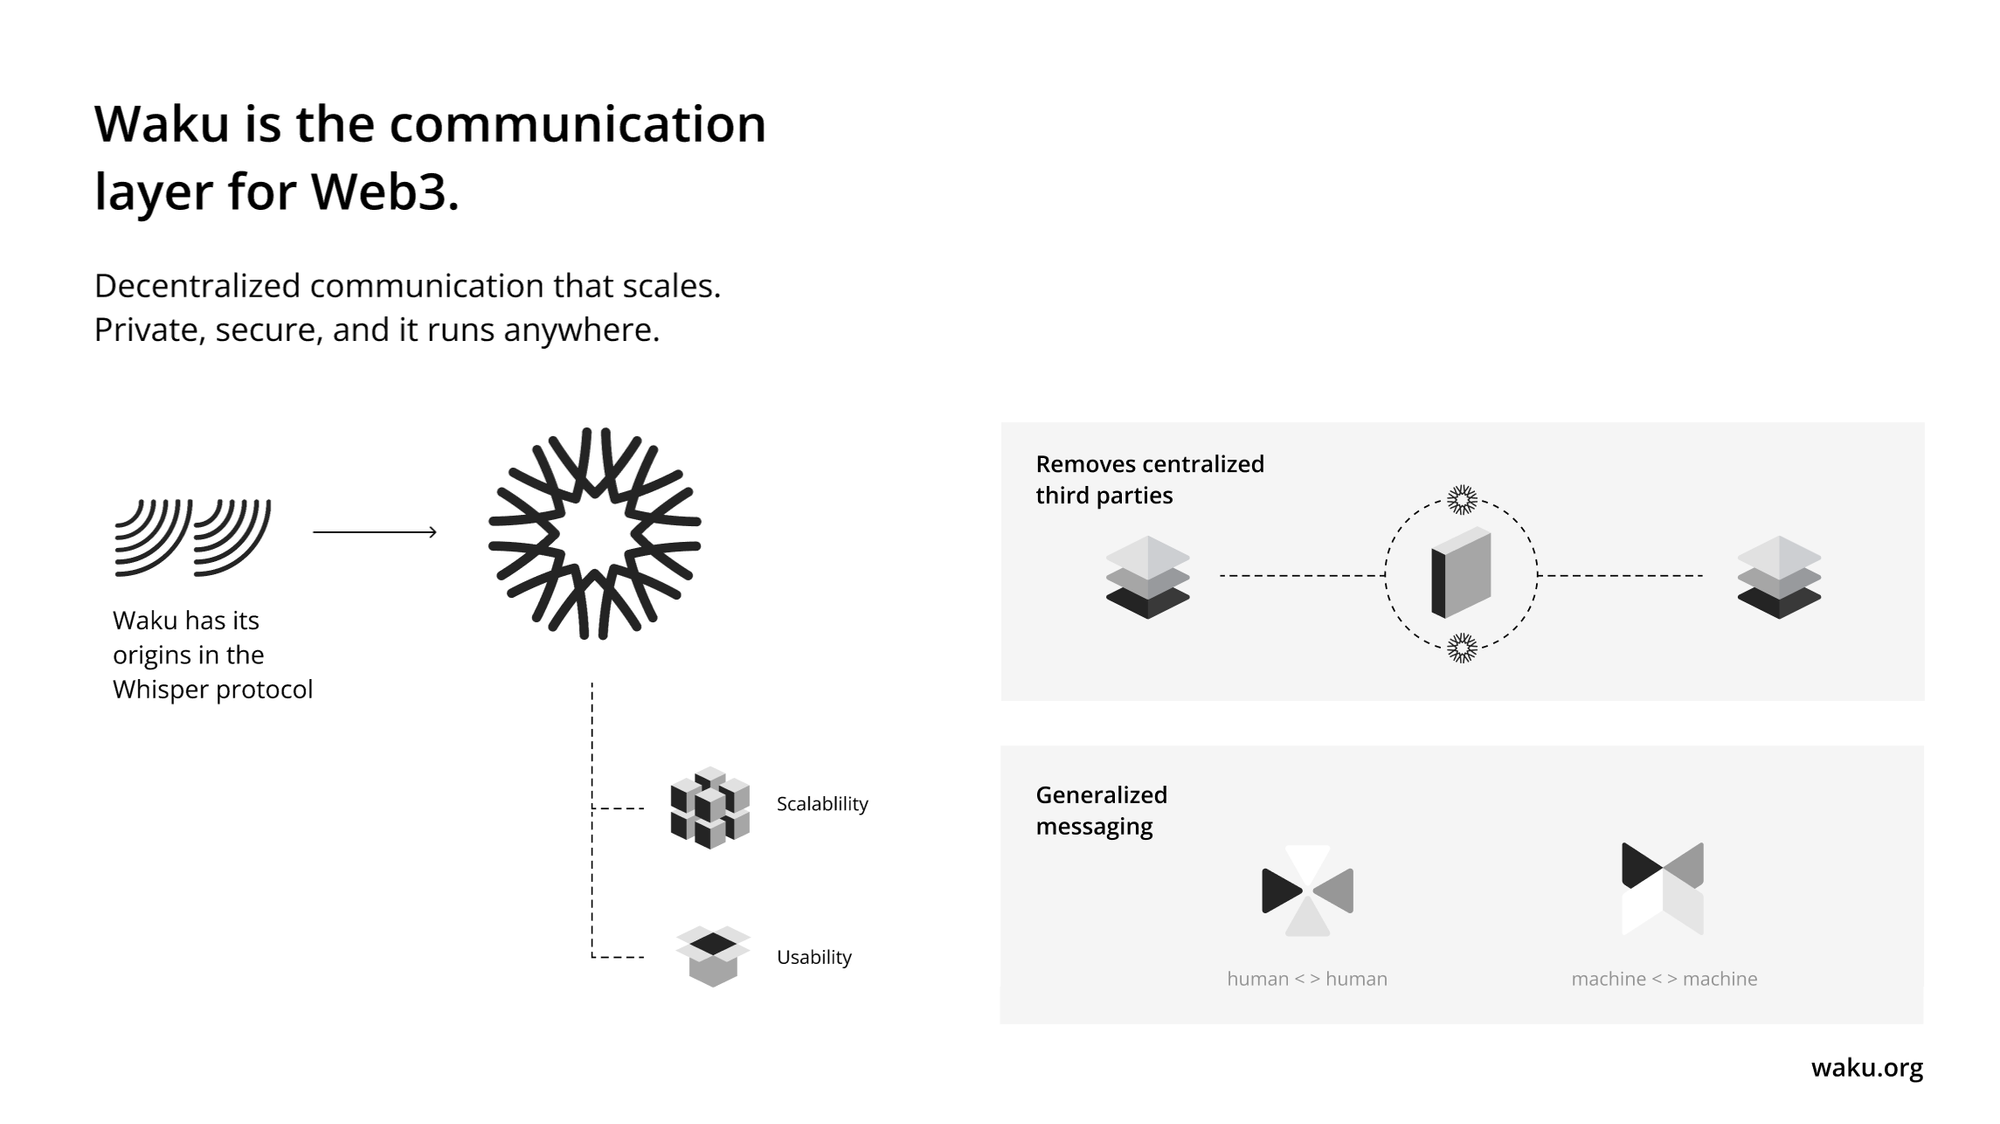 Waku is the communication
layer for Web3.
Decentralized communication that scales.
Private, secure, and it runs anywhere.
Waku has its
origins in the
Whisper protocol
Scalablility
Usability
Removes centralized
third parties
Generalized
messaging
human < > human
machine < > machine
waku.org